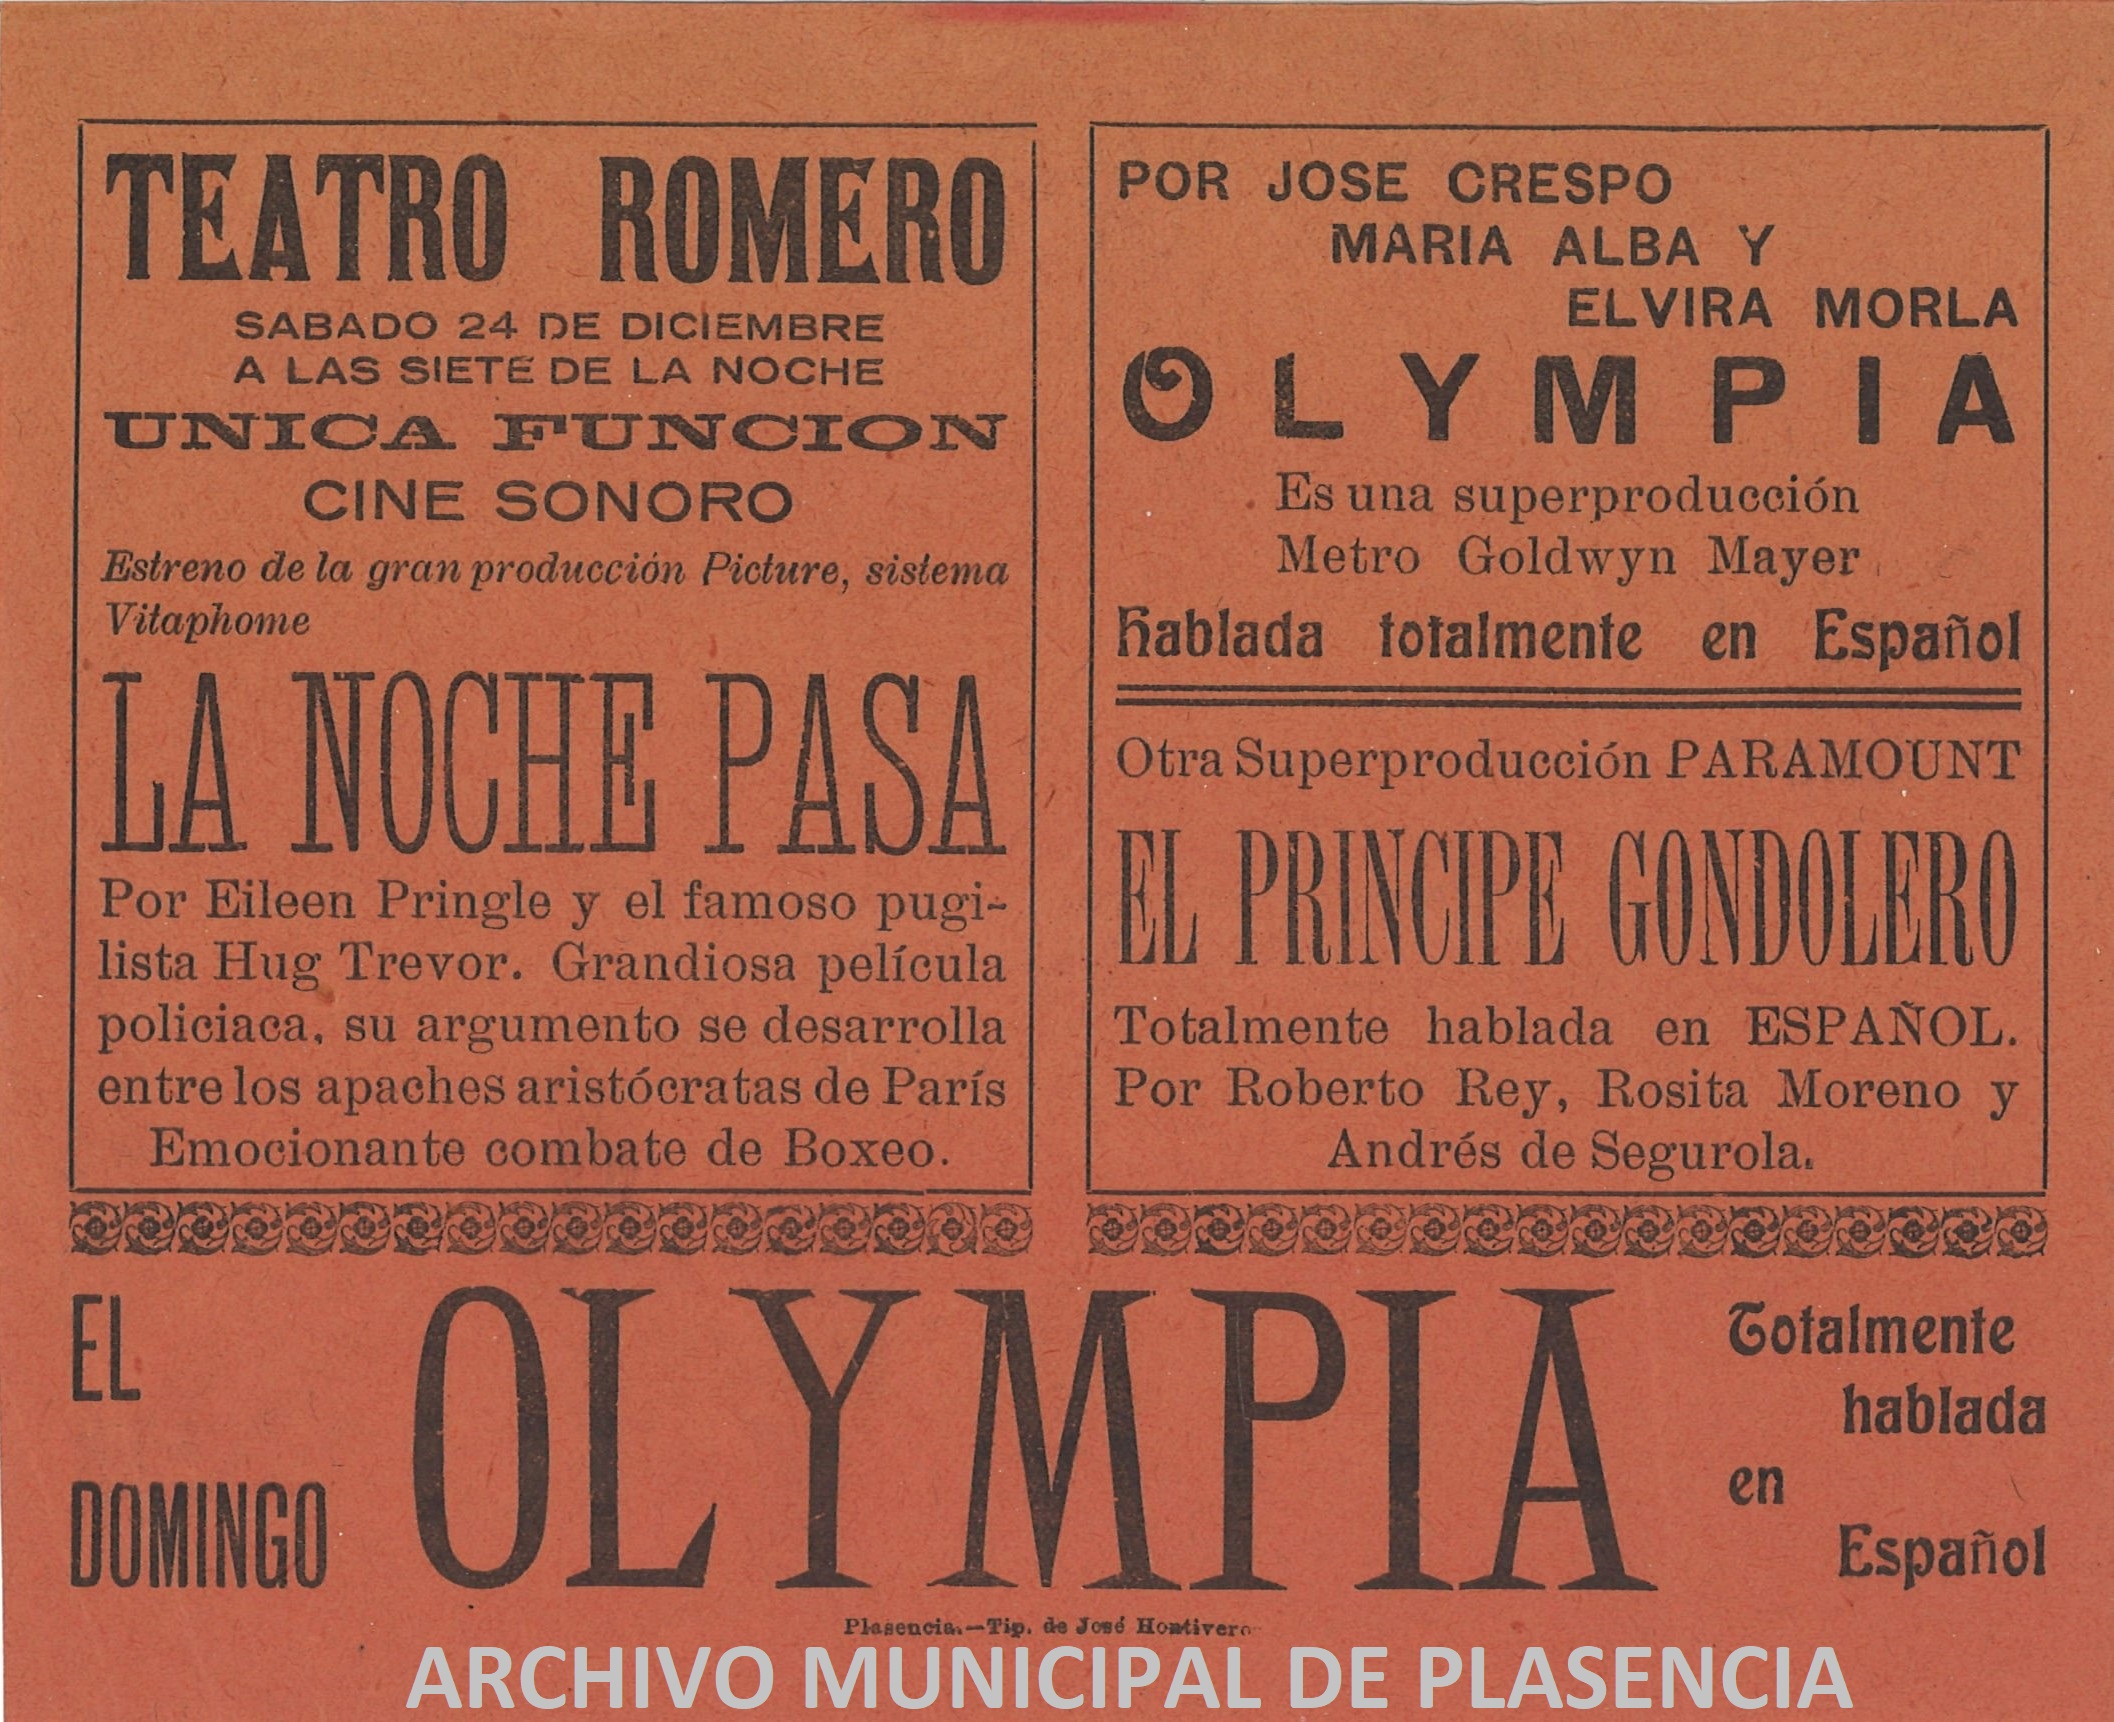 TEATRO ROMERO
SABADO 24 DE DICIEMBRE
A LAS SIETE DE LA NOCHE
UNICA FUNCION
CINE SONORO
Estreno de la gran producción Picture, sistema
Vitaphome
LA NOCHE PASA
Por Eileen Pringle y el famoso pugi-
lista Hug Trevor. Grandiosa película
policiaca, su argumento se desarrolla
entre los apaches aristócratas de París
Emocionante combate de Boxeo.
POR JOSE CRESPO
MARIA ALBA Y
ELVIRA MORLA
OLYMPIA
Es una superproducción
Metro Goldwyn Mayer
Hablada totalmente en Español
Otra Superproducción PARAMOUNT
EL PRINCIPE GONDOLERO
Totalmente hablada en ESPAÑOL.
Por Roberto Rey, Rosita Moreno y
Andrés de Segurola.
EL
DOMINGO
OLYMPIA
Totalmente
hablada
en
Español
Plasencia.—Tip. de José Hontivero
ARCHIVO MUNICIPAL DE PLASENCIA